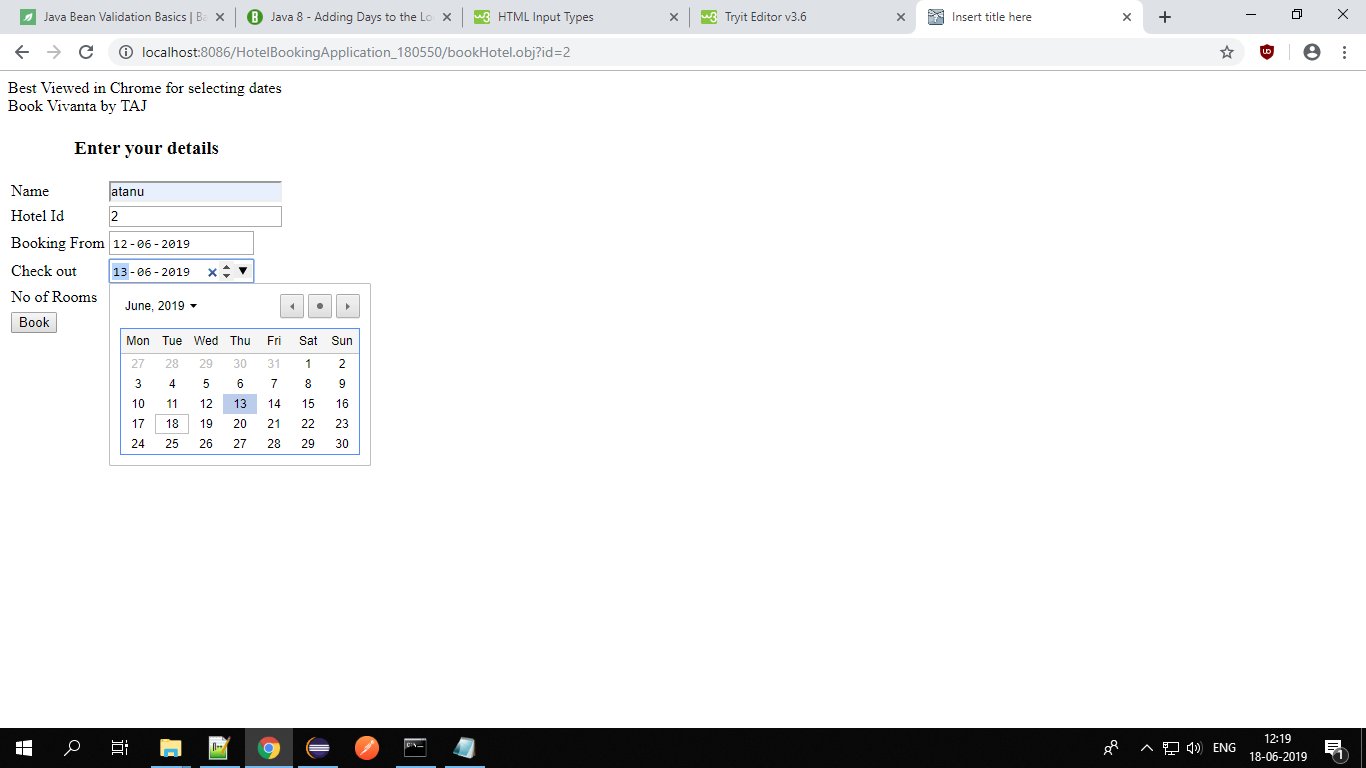 Java Bean Validation Basics | Ba
Java 8 - Adding Days to the Lo
HTML Input Types
Tryit Editor v3.6
Insert title here
localhost:8086/HotelBookingApplication_180550/bookHotel.obj?id=2
Best Viewed in Chrome for selecting dates
Book Vivanta by TAJ
Enter your details
Name atanu
Hotel Id 2
Booking From 12-06-2019
Check out 13-06-2019
No of Rooms
Book
June, 2019
Mon Tue Wed Thu Fri Sat Sun
27 28 29 30 31 1 2
3 4 5 6 7 8 9
10 11 12 13 14 15 16
17 18 19 20 21 22 23
24 25 26 27 28 29 30
ENG
12:19
18-06-2019
1